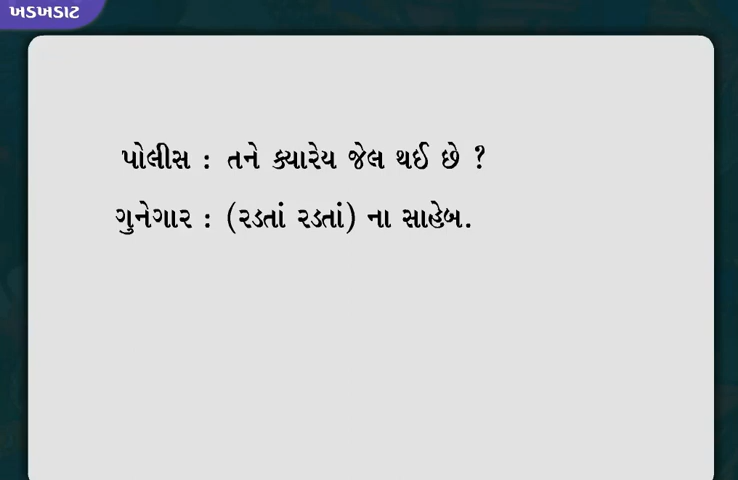 ખડખડાટ
પોલીસ : તને ક્યારેય જેલ થઈ છે ?
ગુનેગાર : (રડતાં રડતાં) ના સાહેબ.